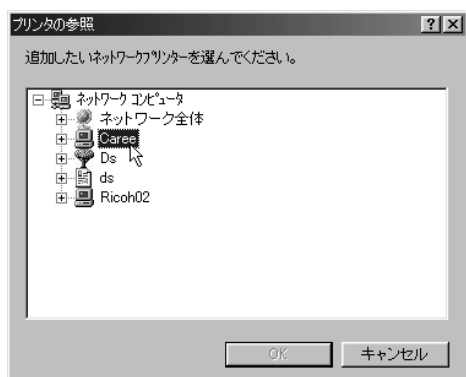 プリンタの参照
追加したいネットワークプリンターを選んでください。
ネットワーク コンピュータ
ネットワーク全体
Caree
Ds
ds
Ricoh02
OK
キャンセル